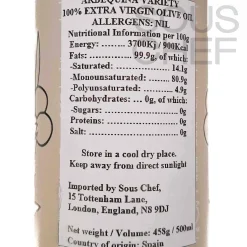 SOUS
CHEF
ARBEQUINA VARIETY
100% EXTRA VIRGIN OLIVE OIL
ALLERGENS: NIL
Nutritional Information per 100g
Energy: 3700Kj / 900Kcal
Fats: 99.9g, of which:
-Saturated: 14.1g
-Monounsaturated: 80.9g
-Polyunsaturated: 4.9g
Carbohydrates: 0g, of which:
-Sugars: 0g
Proteins: 0g
Salt: 0g
Store in a cool dry place.
Keep away from direct sunlight
Imported by Sous Chef,
15 Tottenham Lane,
London, England, N8 9DJ
Net weight / Volume: 458g / 500ml
Country of origin: Spain